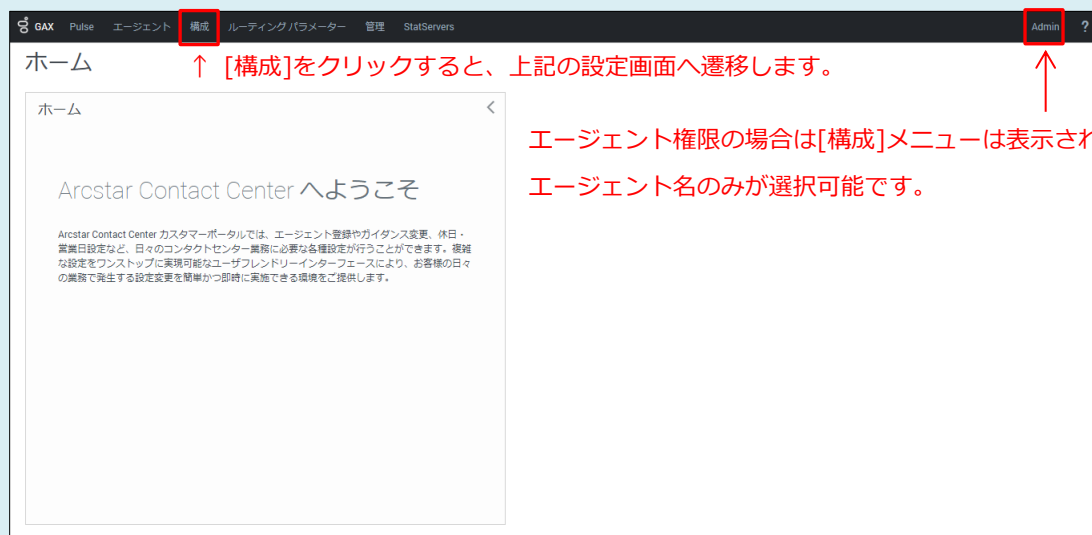 GAX Pulse エージェント 構成 ルーティング パラメーター 管理 StatServers Admin ?
ホーム
↑ [構成]をクリックすると、上記の設定画面へ遷移します。
ホーム
エージェント権限の場合は[構成]メニューは表示され
エージェント名のみが選択可能です。
Arcstar Contact Center へようこそ
Arcstar Contact Center カスタマーポータルでは、エージェント登録やガイダンス変更、休日・
営業日設定など、日々のコンタクトセンター業務に必要な各種設定が行うことができます。複雑
な設定をワンストップに実現可能なユーザフレンドリーインターフェースにより、お客様の日々
の業務で発生する設定変更を簡単かつ即時に実施できる環境をご提供します。